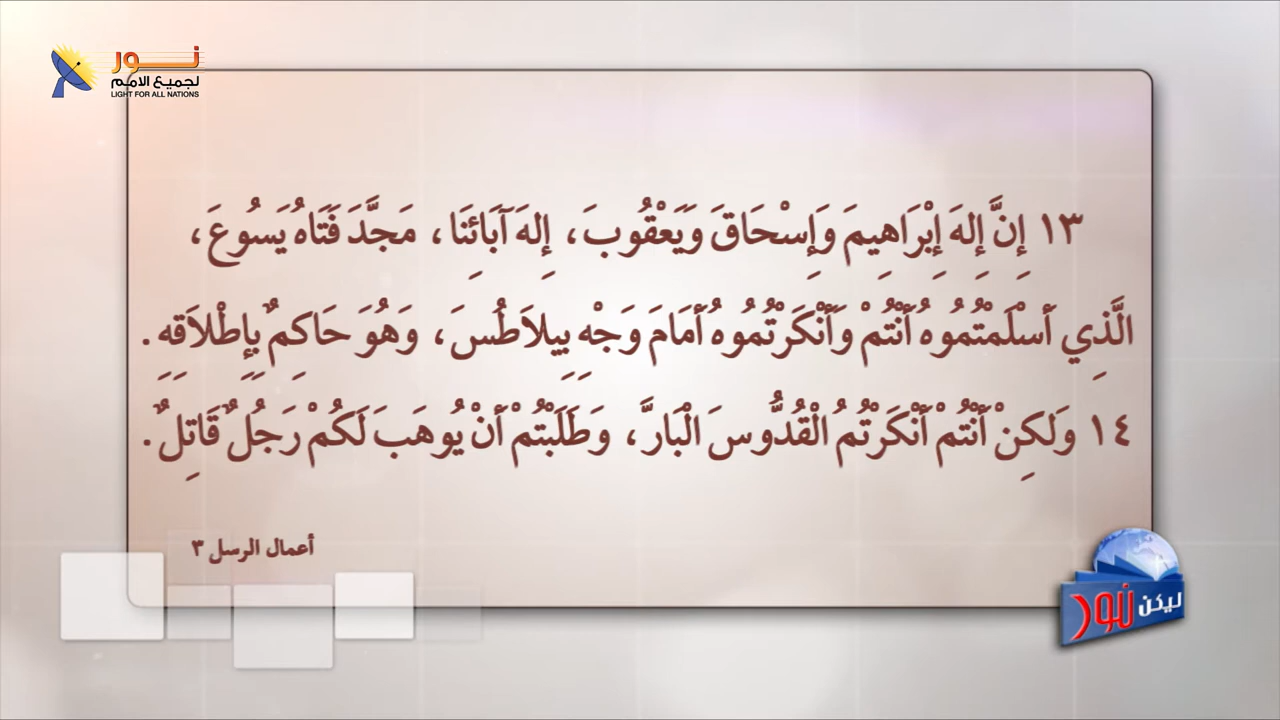 نور
لجميع الامم
LIGHT FOR ALL NATIONS
١٣ إِنَّ إِلهَ إِبْرَاهِيمَ وَإِسْحَاقَ وَيَعْقُوبَ، إِلهَ آبَائِنَا، مَجَّدَ فَتَاهُ يَسُوعَ،
الَّذِي أَسْلَمْتُمُوهُ أَنْتُمْ وَأَنْكَرْتُمُوهُ أَمَامَ وَجْهِ بِيلاَطُسَ، وَهُوَ حَاكِمٌ بِإِطْلاَقِهِ.
١٤ وَلكِنْ أَنْتُمْ أَنْكَرْتُمُ الْقُدُّوسَ الْبَارَّ، وَطَلَبْتُمْ أَنْ يُوهَبَ لَكُمْ رَجُلٌ قَاتِلٌ.
أعمال الرسل ٣
ليكن نور